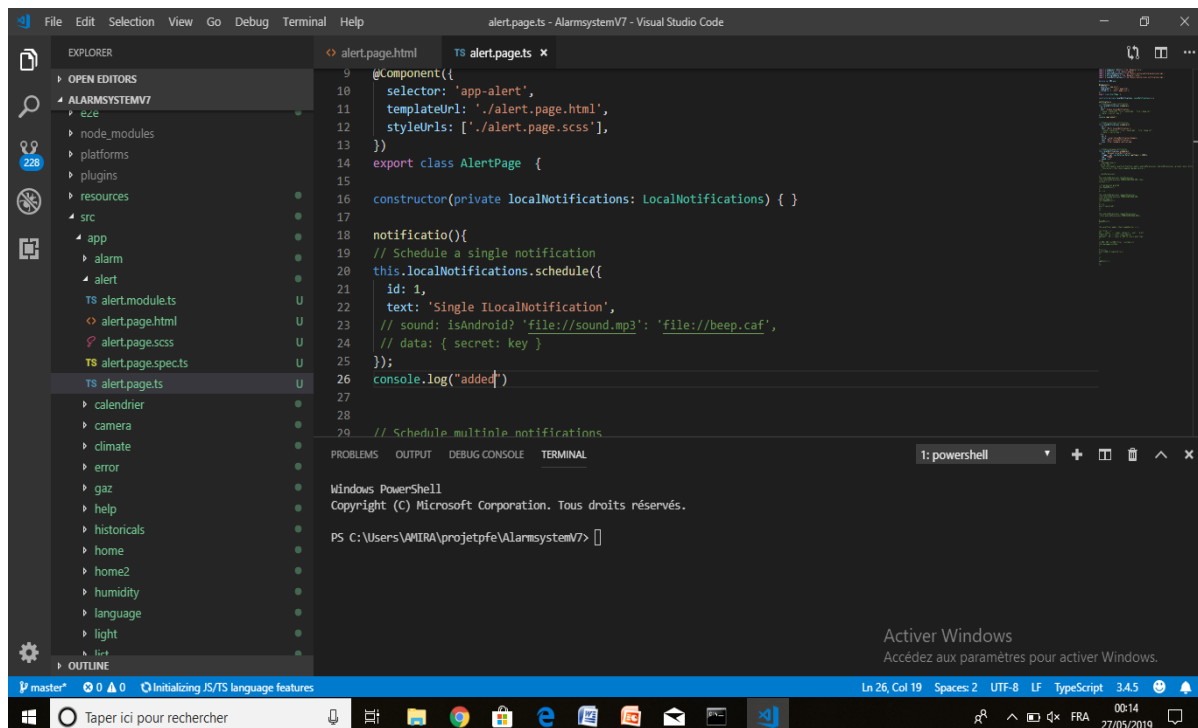 File Edit Selection View Go Debug Terminal Help alert.page.ts - AlarmsystemV7 - Visual Studio Code
EXPLORER
OPEN EDITORS
ALARMSYSTEMV7
e2e
node_modules
platforms
plugins
resources
src
app
alarm
alert
TS alert.module.ts U
<> alert.page.html U
alert.page.scss U
TS alert.page.spec.ts U
TS alert.page.ts U
calendrier
camera
climate
error
gaz
help
historicals
home
home2
humidity
language
light
list
OUTLINE
228
<> alert.page.html TS alert.page.ts ×
9 @Component({
10 selector: 'app-alert',
11 templateUrl: './alert.page.html',
12 styleUrls: ['./alert.page.scss'],
13 })
14 export class AlertPage {
15
16 constructor(private localNotifications: LocalNotifications) { }
17
18 notificatio(){
19 // Schedule a single notification
20 this.localNotifications.schedule({
21 id: 1,
22 text: 'Single ILocalNotification',
23 // sound: isAndroid? 'file://sound.mp3': 'file://beep.caf',
24 // data: { secret: key }
25 });
26 console.log("added")
27
28
29 // Schedule multiple notifications
PROBLEMS OUTPUT DEBUG CONSOLE TERMINAL 1: powershell
Windows PowerShell
Copyright (C) Microsoft Corporation. Tous droits réservés.
PS C:\Users\AMIRA\projetpfe\AlarmsystemV7>
Activer Windows
Accédez aux paramètres pour activer Windows.
master* 0 0 Initializing JS/TS language features Ln 26, Col 19 Spaces: 2 UTF-8 LF TypeScript 3.4.5
Taper ici pour rechercher FRA 00:14
27/05/2019